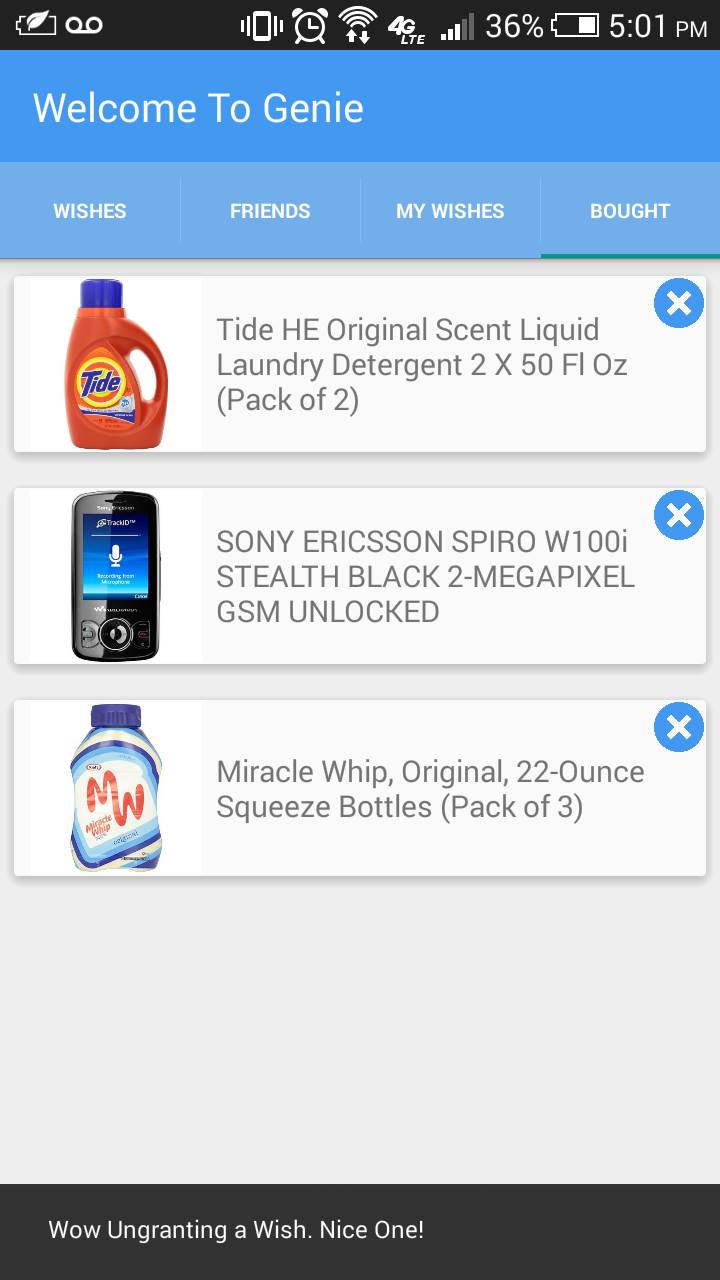 4G LTE 36% 5:01 PM
Welcome To Genie
WISHES FRIENDS MY WISHES BOUGHT
Tide
Tide HE Original Scent Liquid
Laundry Detergent 2 X 50 Fl Oz
(Pack of 2)
Sony Ericsson
TrackID™
Recording from
Microphone
Close
SONY ERICSSON SPIRO W100i
STEALTH BLACK 2-MEGAPIXEL
GSM UNLOCKED
Kraft
MW
Miracle
Whip
ORIGINAL
Miracle Whip, Original, 22-Ounce
Squeeze Bottles (Pack of 3)
Wow Ungranting a Wish. Nice One!